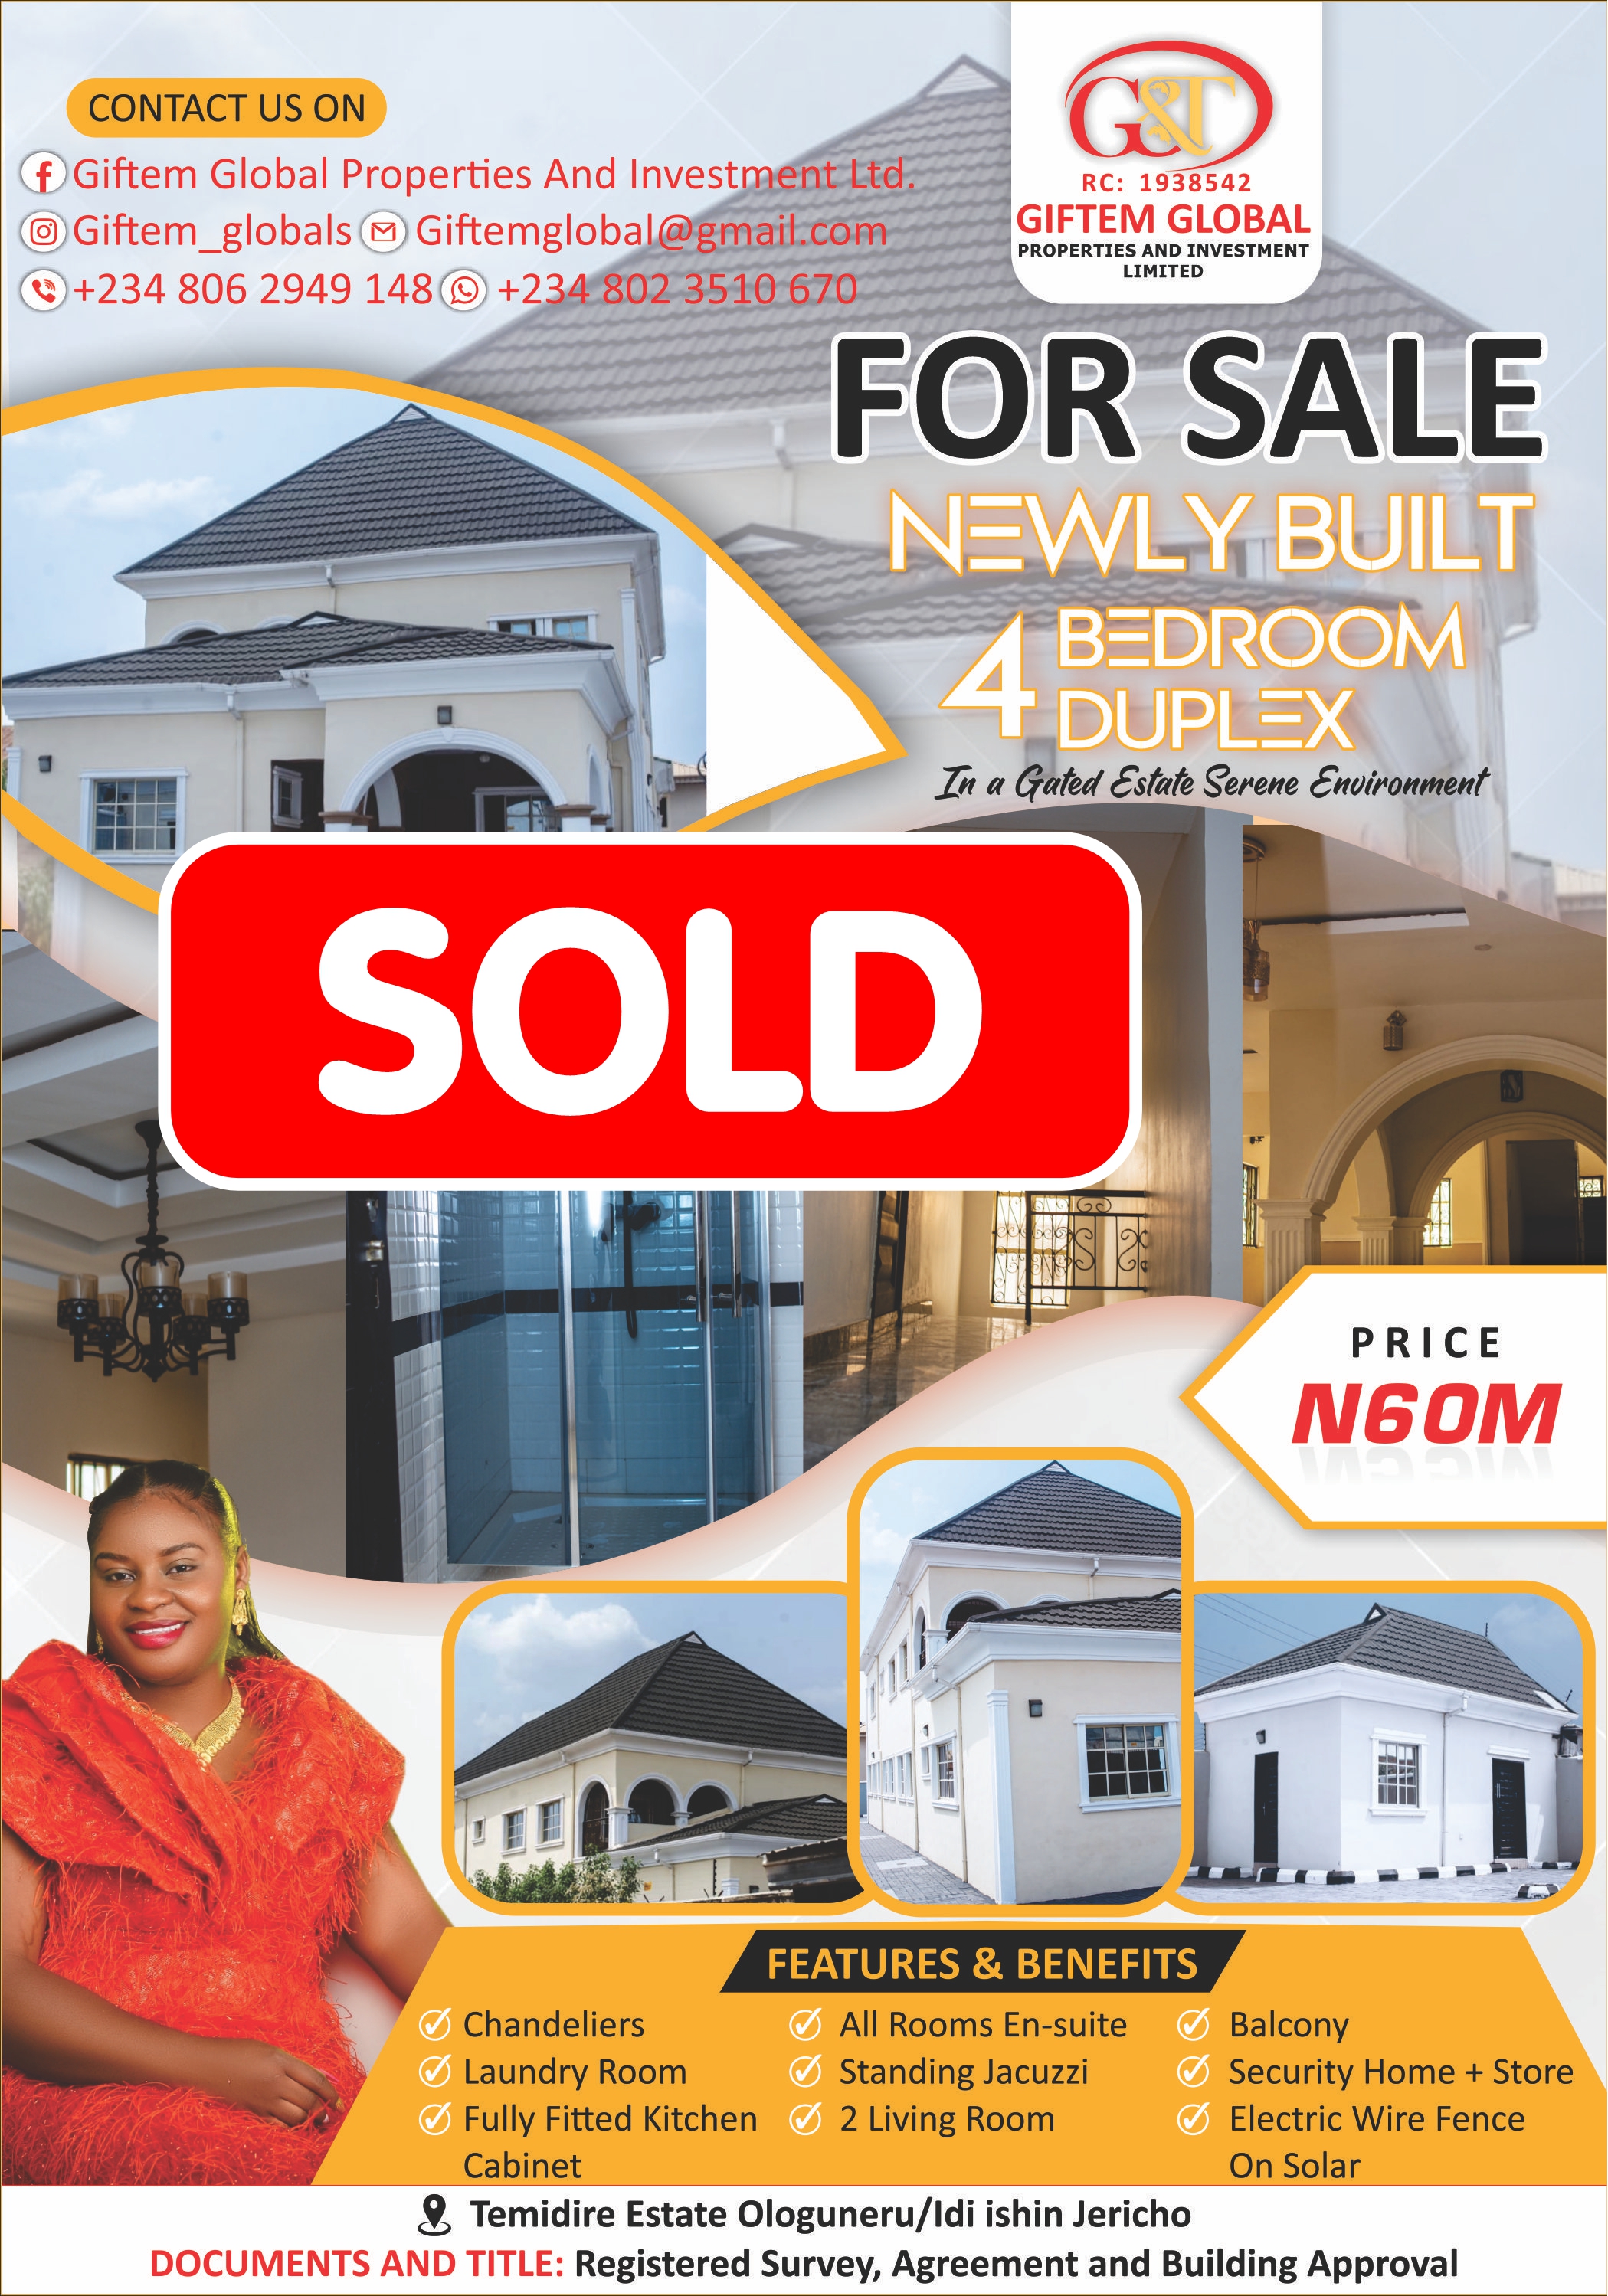 CONTACT US ON
Giftem Global Properties And Investment Ltd.
Giftem_globals Giftemglobal@gmail.com
+234 806 2949 148 +234 802 3510 670
G&T
RC: 1938542
GIFTEM GLOBAL
PROPERTIES AND INVESTMENT
LIMITED
FOR SALE
NEWLY BUILT
4 BEDROOM
DUPLEX
In a Gated Estate Serene Environment
SOLD
PRICE
N60M
FEATURES & BENEFITS
Chandeliers
Laundry Room
Fully Fitted Kitchen
Cabinet
All Rooms En-suite
Standing Jacuzzi
2 Living Room
Balcony
Security Home + Store
Electric Wire Fence
On Solar
Temidire Estate Ologuneru/Idi ishin Jericho
DOCUMENTS AND TITLE: Registered Survey, Agreement and Building Approval